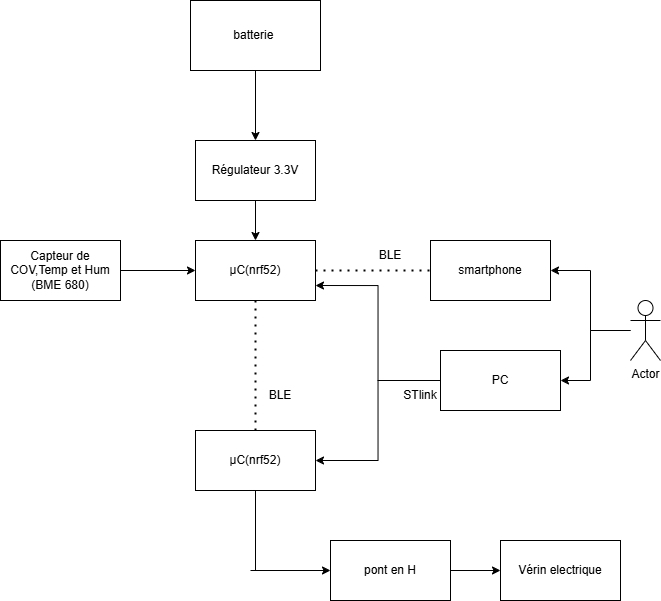 batterie
Régulateur 3.3V
Capteur de
COV,Temp et Hum
(BME 680)
µC(nrf52)
BLE
smartphone
Actor
PC
STlink
BLE
µC(nrf52)
pont en H
Vérin electrique